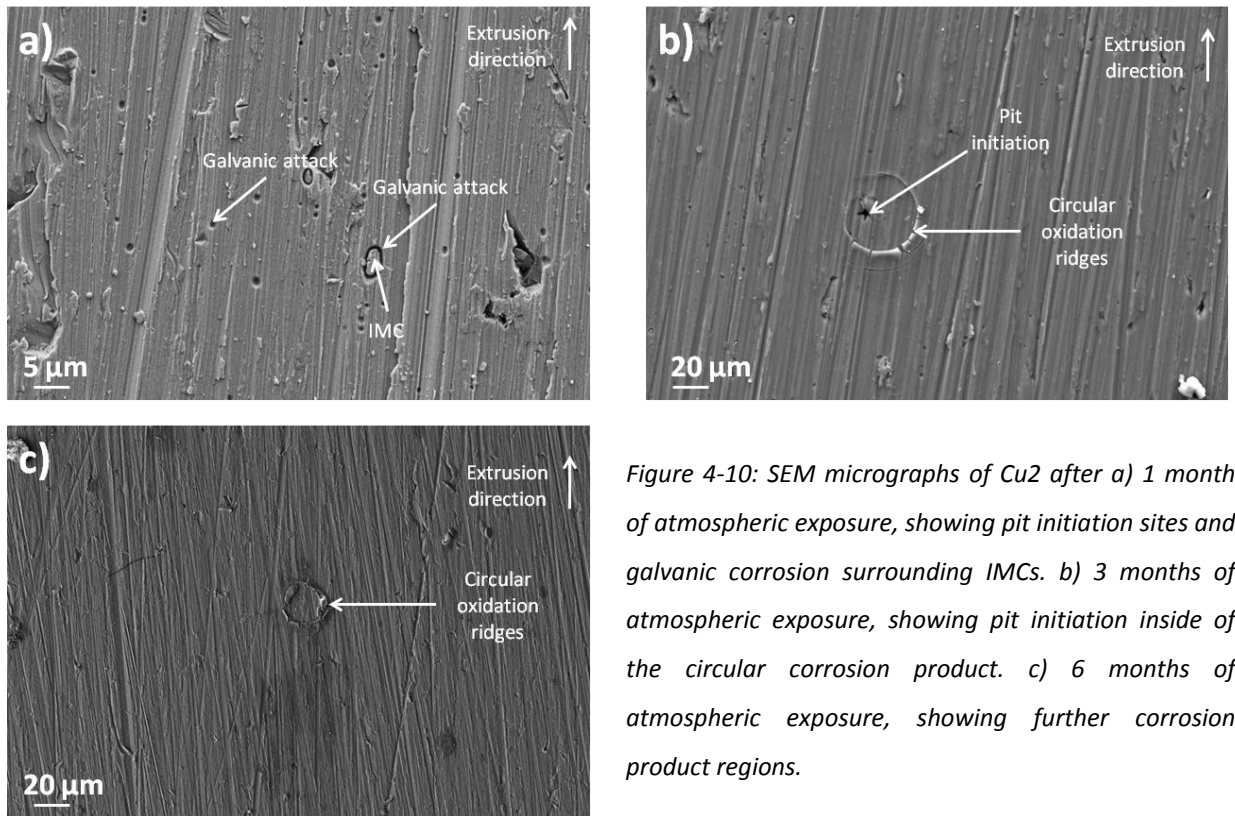 a)
Extrusion
direction
Galvanic attack
Galvanic attack
IMC
5 µm
b)
Extrusion
direction
Pit
initiation
Circular
oxidation
ridges
20 µm
c)
Extrusion
direction
Circular
oxidation
ridges
20 µm
Figure 4-10: SEM micrographs of Cu2 after a) 1 month
of atmospheric exposure, showing pit initiation sites and
galvanic corrosion surrounding IMCs. b) 3 months of
atmospheric exposure, showing pit initiation inside of
the circular corrosion product. c) 6 months of
atmospheric exposure, showing further corrosion
product regions.